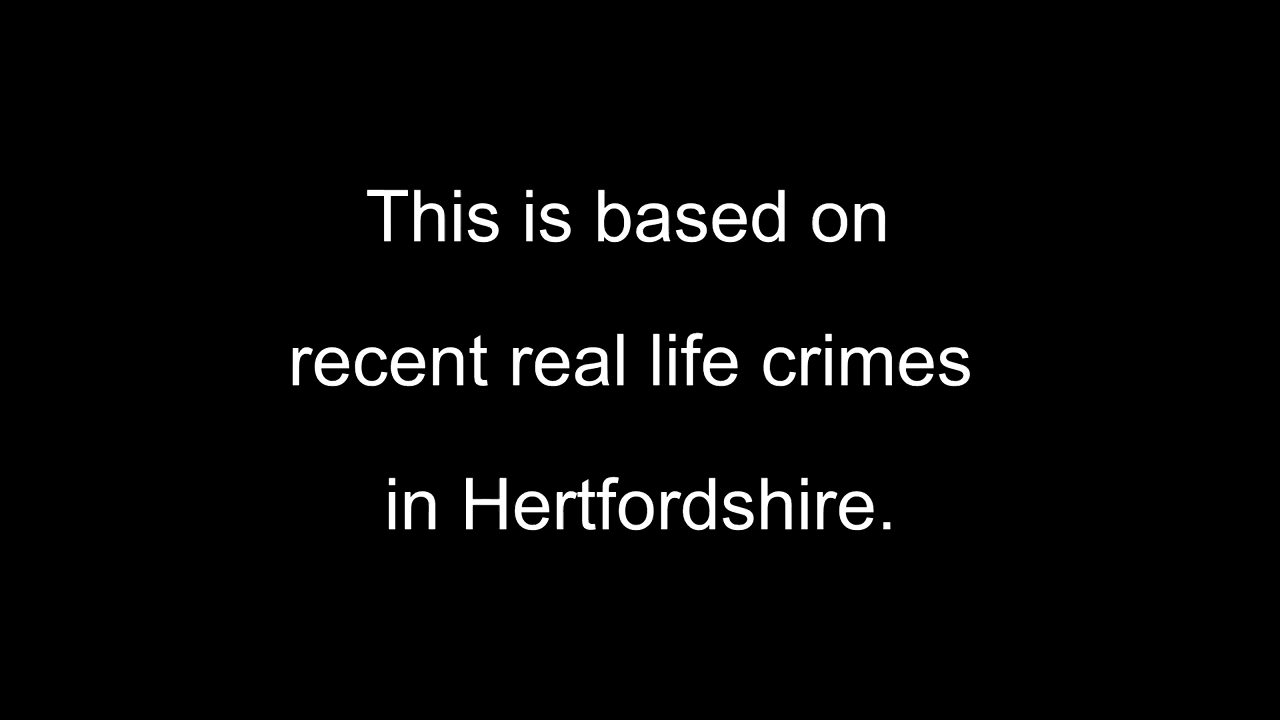 This is based on
recent real life crimes
in Hertfordshire.